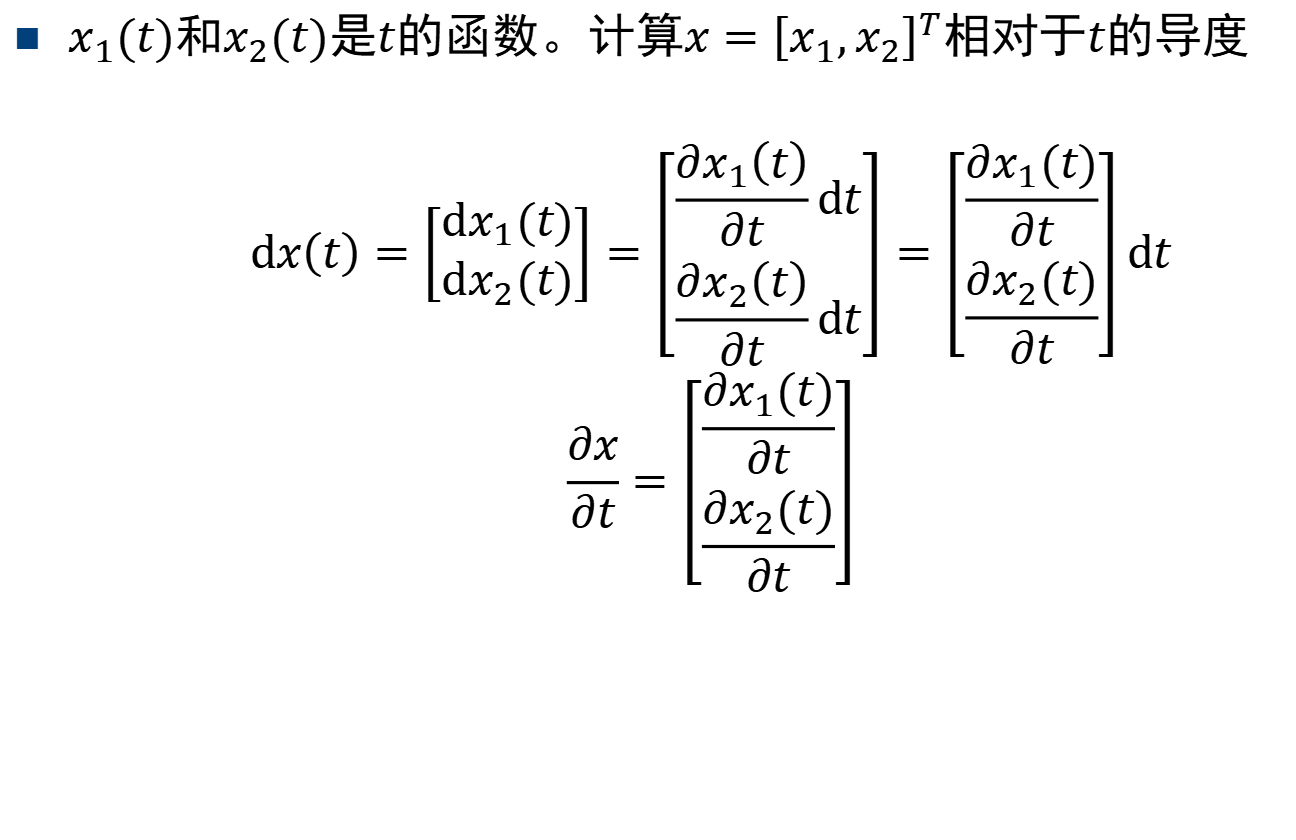 ■ x₁(t)和x₂(t)是t的函数。计算x = [x₁, x₂]ᵀ相对于t的导度
dx(t) = [dx₁(t) dx₂(t)] = [∂x₁(t)/∂t dt ∂x₂(t)/∂t dt] = [∂x₁(t)/∂t ∂x₂(t)/∂t] dt
∂x/∂t = [∂x₁(t)/∂t ∂x₂(t)/∂t]